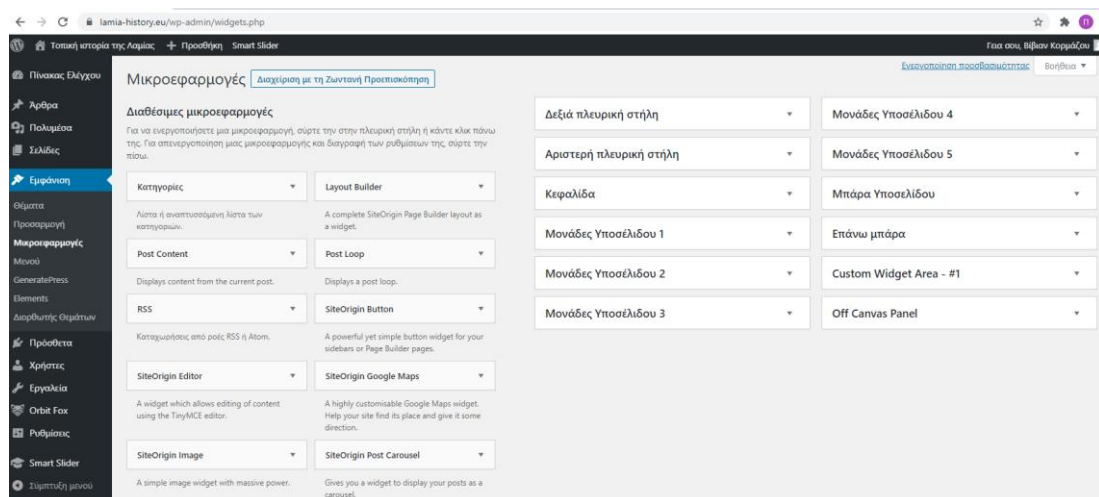 lamia-history.eu/wp-admin/widgets.php
Π
Τοπική ιστορία της Λαμίας + Προσθήκη Smart Slider
Γεια σου, Βίβιαν Κορμάζου
Πίνακας Ελέγχου
Άρθρα
Πολυμέσα
Σελίδες
Εμφάνιση
Θέματα
Προσαρμογή
Μικροεφαρμογές
Μενού
GeneratePress
Elements
Διορθωτής Θεμάτων
Πρόσθετα
Χρήστες
Εργαλεία
Orbit Fox
Ρυθμίσεις
Smart Slider
Σύμπτυξη μενού
Ενεργοποίηση προσβασιμότητας
Βοήθεια
Μικροεφαρμογές
Διαχείριση με τη Ζωντανή Προεπισκόπηση
Διαθέσιμες μικροεφαρμογές
Για να ενεργοποιήσετε μια μικροεφαρμογή, σύρτε την στην πλευρική στήλη ή κάντε κλικ πάνω
της. Για απενεργοποίηση μιας μικροεφαρμογής και διαγραφή των ρυθμίσεων της, σύρτε την
πίσω.
Κατηγορίες
Λίστα ή αναπτυσσόμενη λίστα των
κατηγοριών.
Layout Builder
A complete SiteOrigin Page Builder layout as
a widget.
Post Content
Displays content from the current post.
Post Loop
Displays a post loop.
RSS
Καταχωρήσεις από ροές RSS ή Atom.
SiteOrigin Button
A powerful yet simple button widget for your
sidebars or Page Builder pages.
SiteOrigin Editor
A widget which allows editing of content
using the TinyMCE editor.
SiteOrigin Google Maps
A highly customisable Google Maps widget.
Help your site find its place and give it some
direction.
SiteOrigin Image
A simple image widget with massive power.
SiteOrigin Post Carousel
Gives you a widget to display your posts as a
carousel.
Δεξιά πλευρική στήλη
Αριστερή πλευρική στήλη
Κεφαλίδα
Μονάδες Υποσέλιδου 1
Μονάδες Υποσέλιδου 2
Μονάδες Υποσέλιδου 3
Μονάδες Υποσέλιδου 4
Μονάδες Υποσέλιδου 5
Μπάρα Υποσελίδου
Επάνω μπάρα
Custom Widget Area - #1
Off Canvas Panel